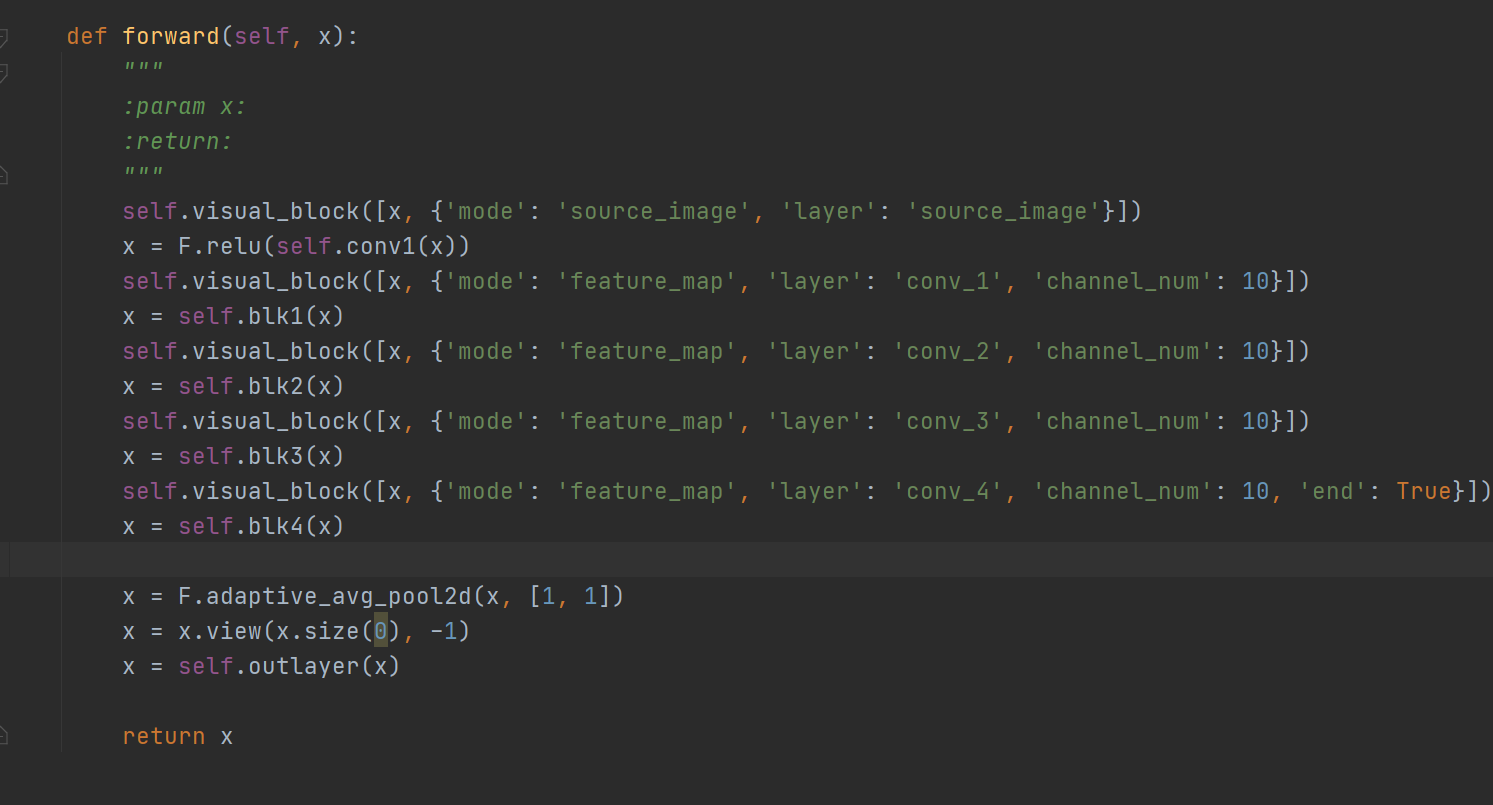 def forward(self, x):
    """
    :param x:
    :return:
    """
    self.visual_block([x, {'mode': 'source_image', 'layer': 'source_image'}])
    x = F.relu(self.conv1(x))
    self.visual_block([x, {'mode': 'feature_map', 'layer': 'conv_1', 'channel_num': 10}])
    x = self.blk1(x)
    self.visual_block([x, {'mode': 'feature_map', 'layer': 'conv_2', 'channel_num': 10}])
    x = self.blk2(x)
    self.visual_block([x, {'mode': 'feature_map', 'layer': 'conv_3', 'channel_num': 10}])
    x = self.blk3(x)
    self.visual_block([x, {'mode': 'feature_map', 'layer': 'conv_4', 'channel_num': 10, 'end': True}])
    x = self.blk4(x)
    x = F.adaptive_avg_pool2d(x, [1, 1])
    x = x.view(x.size(0), -1)
    x = self.outlayer(x)
    return x